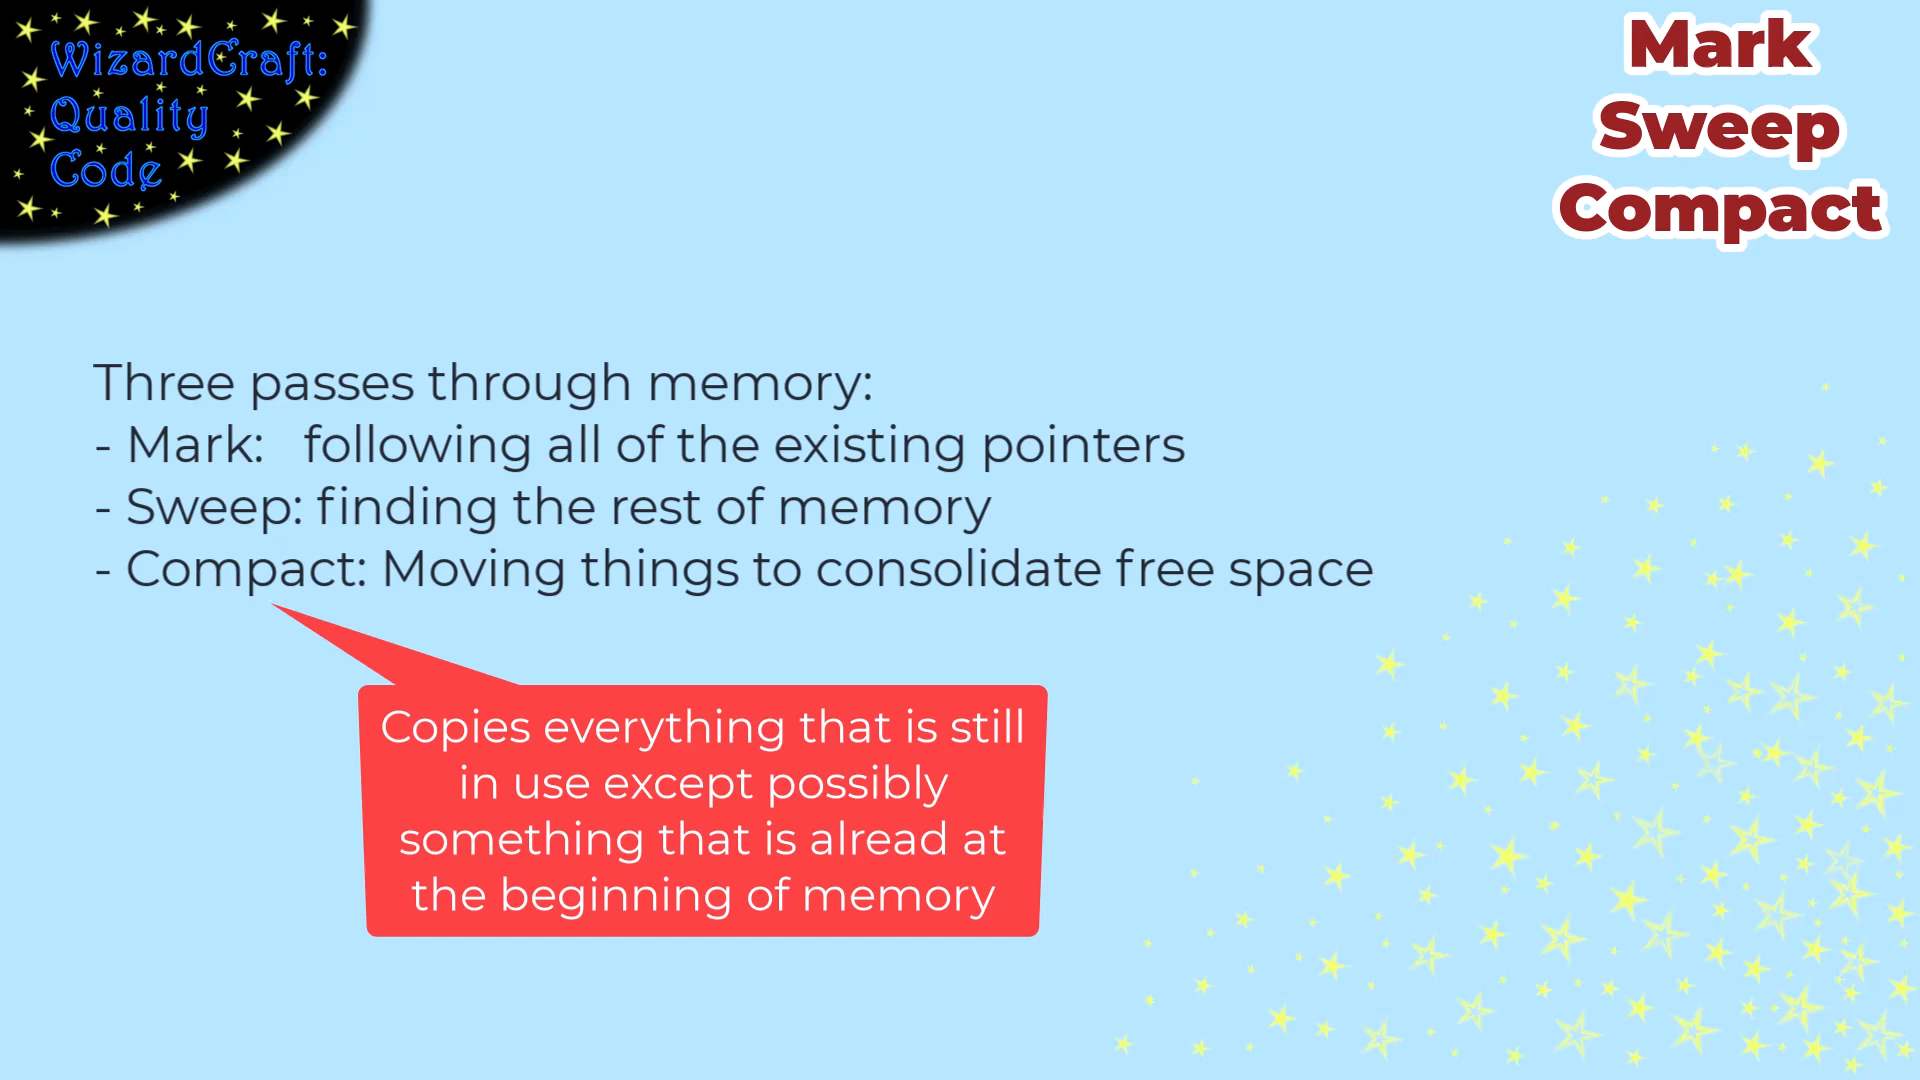 WizardCraft:
Quality
Code
Mark
Sweep
Compact
Three passes through memory:
- Mark: following all of the existing pointers
- Sweep: finding the rest of memory
- Compact: Moving things to consolidate free space
Copies everything that is still
in use except possibly
something that is alread at
the beginning of memory